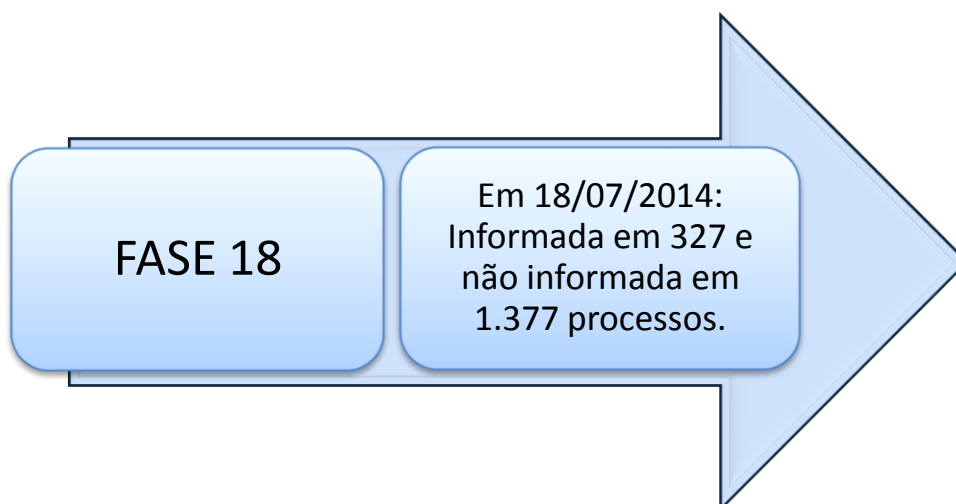 FASE 18
Em 18/07/2014:
Informada em 327 e
não informada em
1.377 processos.